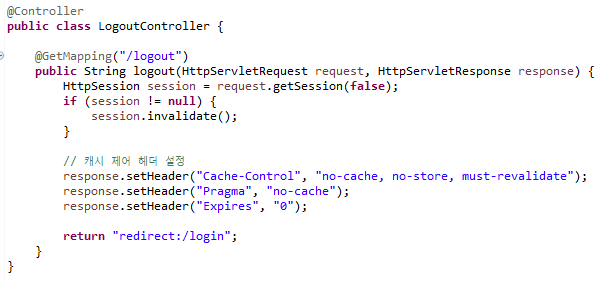 @Controller
public class LogoutController {
@GetMapping("/logout")
public String logout(HttpServletRequest request, HttpServletResponse response) {
HttpSession session = request.getSession(false);
if (session != null) {
session.invalidate();
}
// 캐시 제어 헤더 설정
response.setHeader("Cache-Control", "no-cache, no-store, must-revalidate");
response.setHeader("Pragma", "no-cache");
response.setHeader("Expires", "0");
return "redirect:/login";
}
}